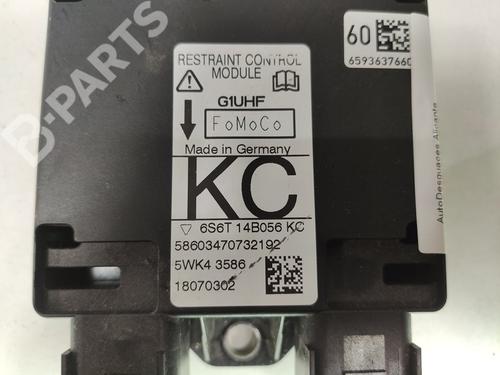 RESTRAINT CONTROL
MODULE
G1UHF
FoMoCo
Made in Germany
KC
6S6T 14B056 KC
58603470732192
5WK4 3586
18070302
60
6593637660
AutoDesguaces Alicante
B-PARTS